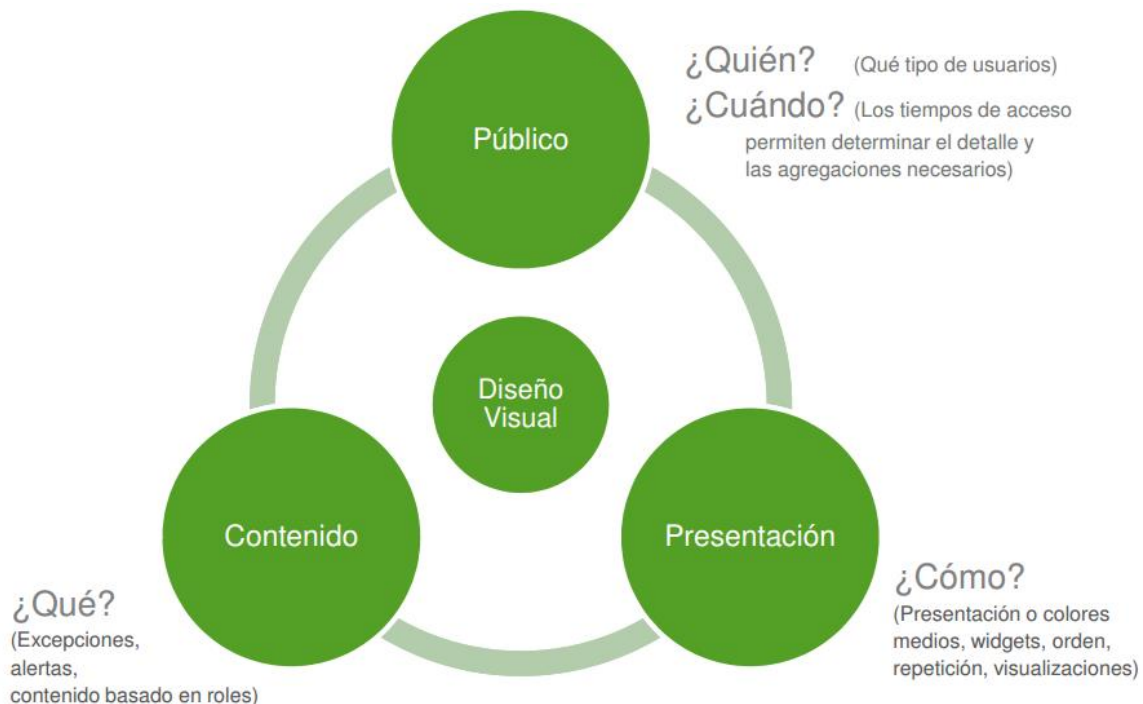 ¿Quién? (Qué tipo de usuarios)
¿Cuándo? (Los tiempos de acceso
permiten determinar el detalle y
las agregaciones necesarios)
Público
Diseño
Visual
Contenido
Presentación
¿Qué?
(Excepciones,
alertas,
contenido basado en roles)
¿Cómo?
(Presentación o colores
medios, widgets, orden,
repetición, visualizaciones)